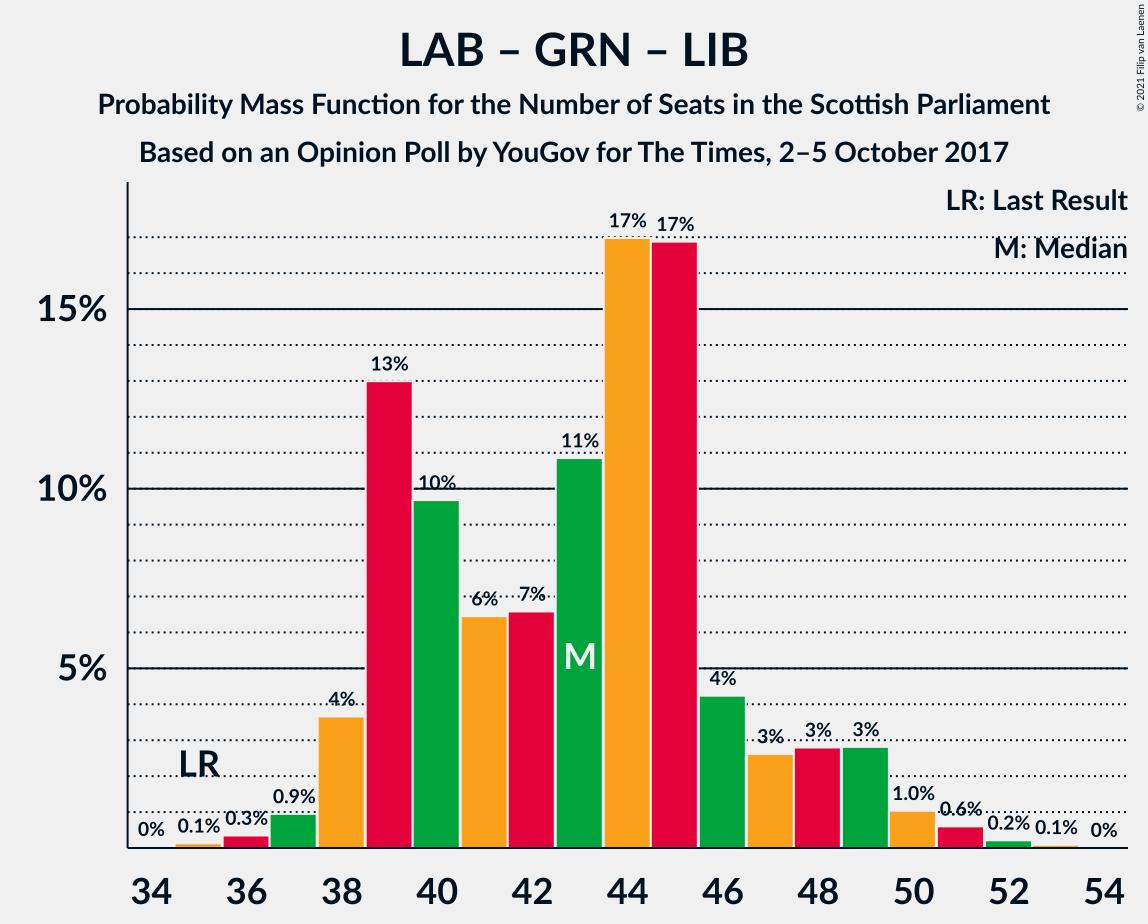 LAB – GRN – LIB
Probability Mass Function for the Number of Seats in the Scottish Parliament
Based on an Opinion Poll by YouGov for The Times, 2–5 October 2017
© 2021 Filip van Laenen
LR: Last Result
M: Median
17% 17%
15%
13%
11%
10%
10%
6% 7%
M
5%
4%
4%
LR
3% 3% 3%
0.9%
1.0%
0% 0.1% 0.3%
0.6% 0.2% 0.1% 0%
34 36 38 40 42 44 46 48 50 52 54